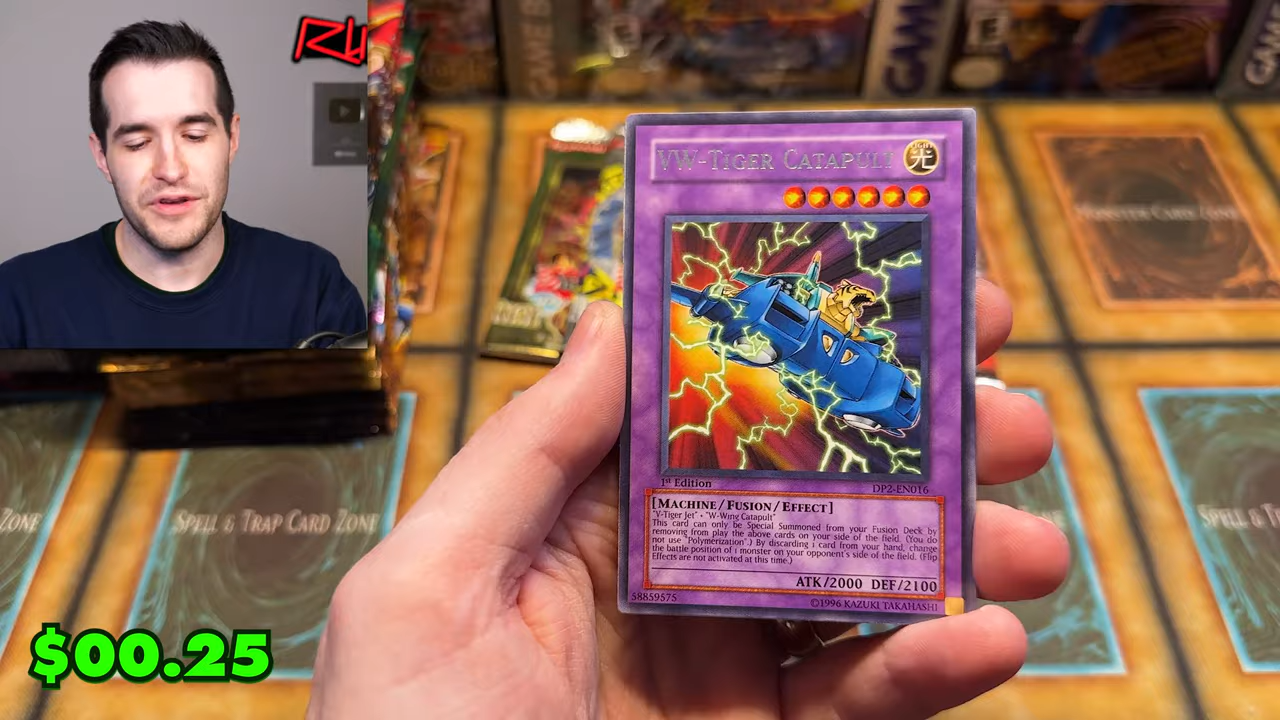 RU
GAME B
GAM
VW-TIGER CATAPULT
LIGHT
光
MONSTER CARD ZONE
1st Edition
DP2-EN016
[MACHINE/FUSION/EFFECT]
"V-Tiger Jet" + "W-Wing Catapult"
This card can only be Special Summoned from your Fusion Deck by
removing from play the above cards on your side of the field. (You do
not use "Polymerization".) By discarding 1 card from your hand, change
the battle position of 1 monster on your opponent's side of the field. (Flip
Effects are not activated at this time.)
ATK/2000 DEF/2100
58859575
©1996 KAZUKI TAKAHASHI
ZONE
SPELL & TRAP CARD ZONE
SPELL & TRAP
$00.25